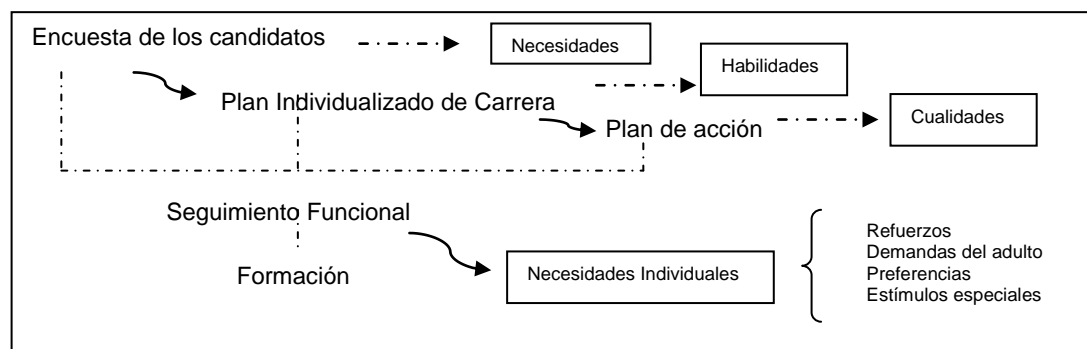 Encuesta de los candidatos
Necesidades
Habilidades
Plan Individualizado de Carrera
Plan de acción
Cualidades
Seguimiento Funcional
Formación
Necesidades Individuales
Refuerzos
Demandas del adulto
Preferencias
Estímulos especiales